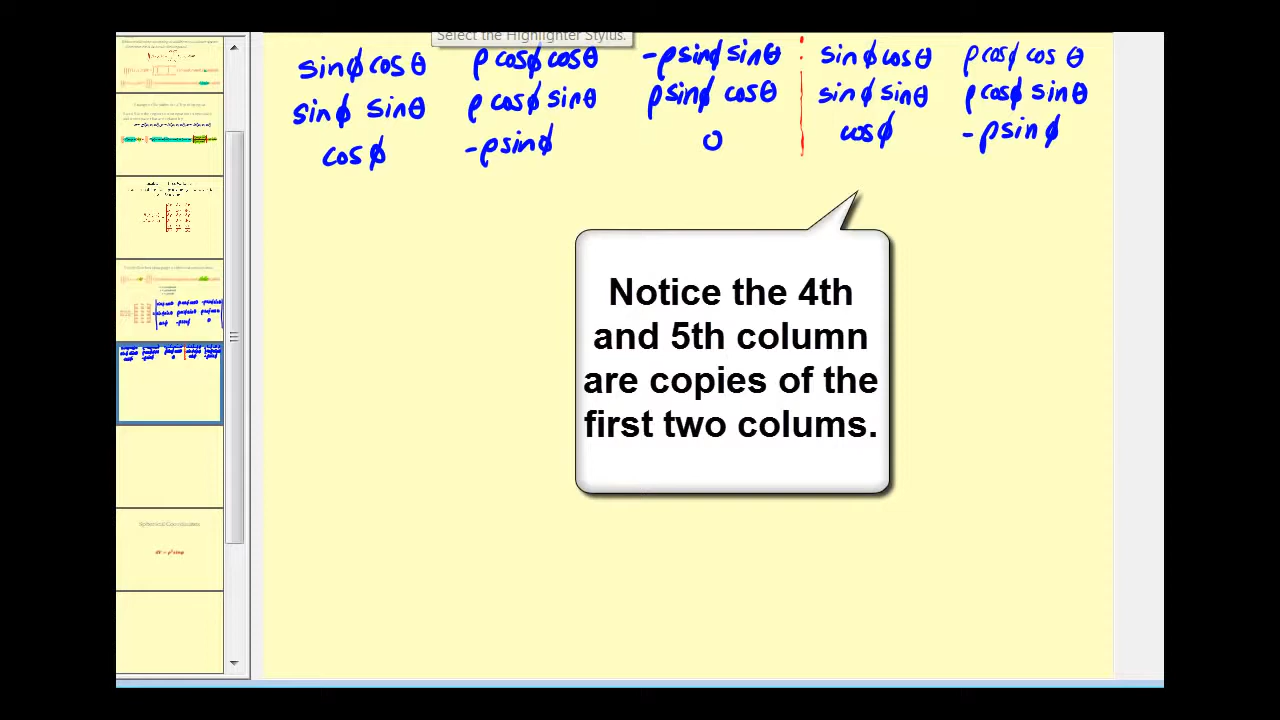 Select the Highlighter Stylus.
sinϕ cosθ ρ cosϕ cosθ -ρ sinϕ sinθ sinϕ cosθ ρ cosϕ cosθ
sinϕ sinθ ρ cosϕ sinθ ρ sinϕ cosθ sinϕ sinθ ρ cosϕ sinθ
cosϕ -ρ sinϕ 0 cosϕ -ρ sinϕ
Notice the 4th
and 5th column
are copies of the
first two colums.
Spherical Coordinates